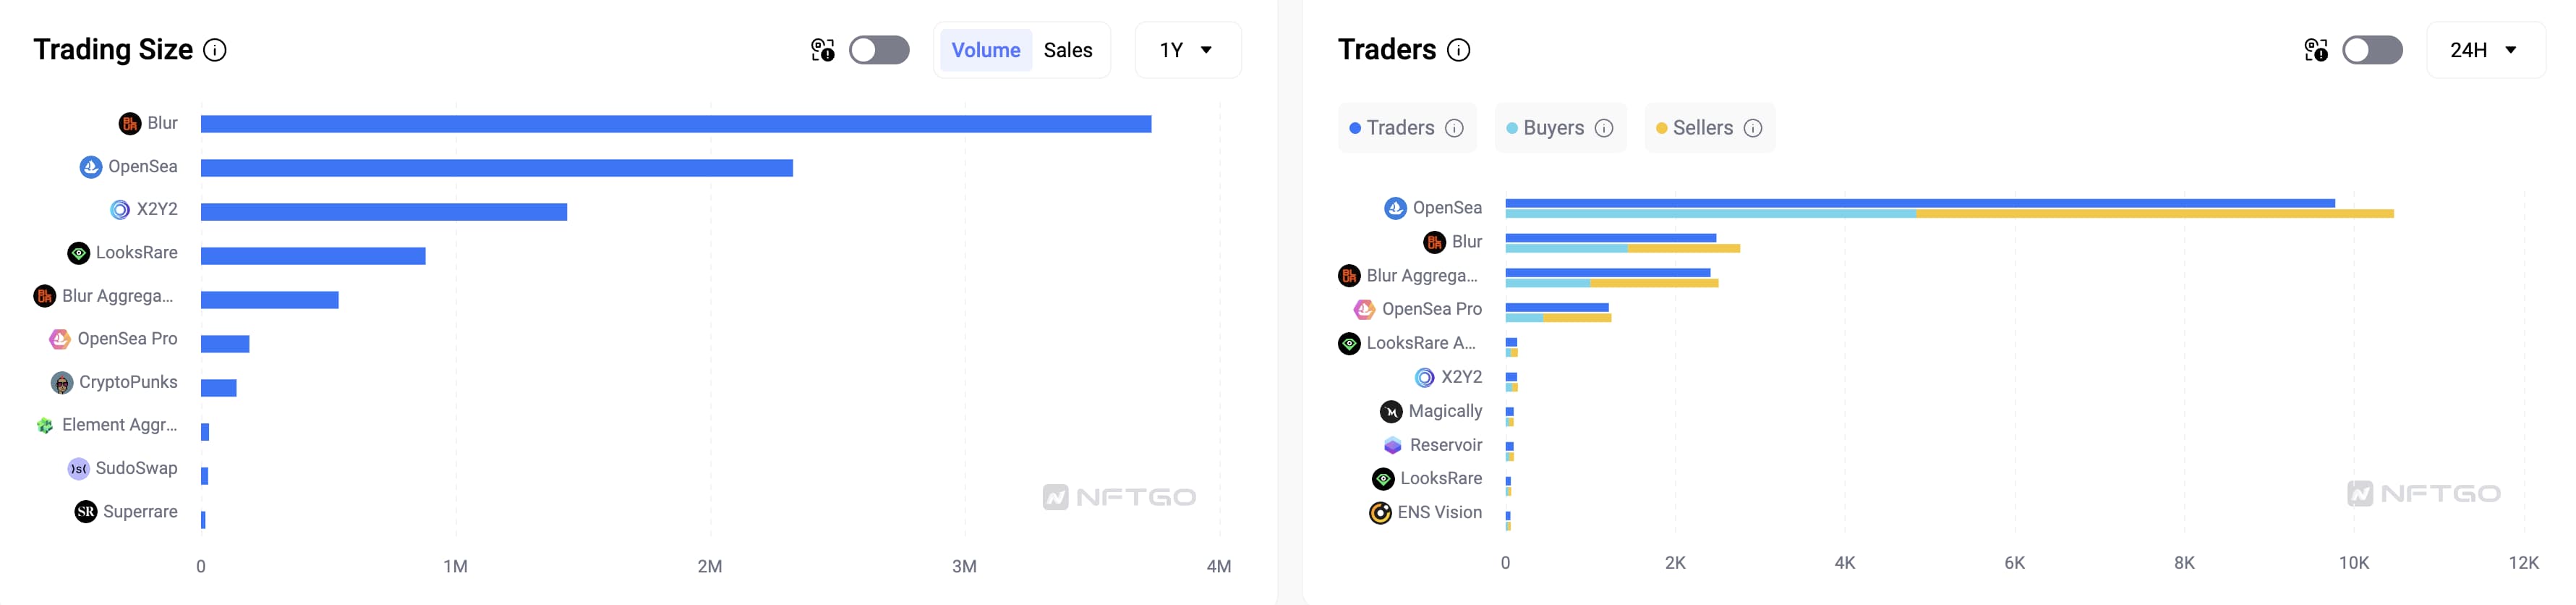 Trading Size
Volume Sales
1Y
Blur
OpenSea
X2Y2
LooksRare
Blur Aggrega...
OpenSea Pro
CryptoPunks
Element Aggr...
SudoSwap
Superrare
0 1M 2M 3M 4M
NFTGO
Traders
24H
Traders Buyers Sellers
OpenSea
Blur
Blur Aggrega...
OpenSea Pro
LooksRare A...
X2Y2
Magically
Reservoir
LooksRare
ENS Vision
0 2K 4K 6K 8K 10K 12K
NFTGO